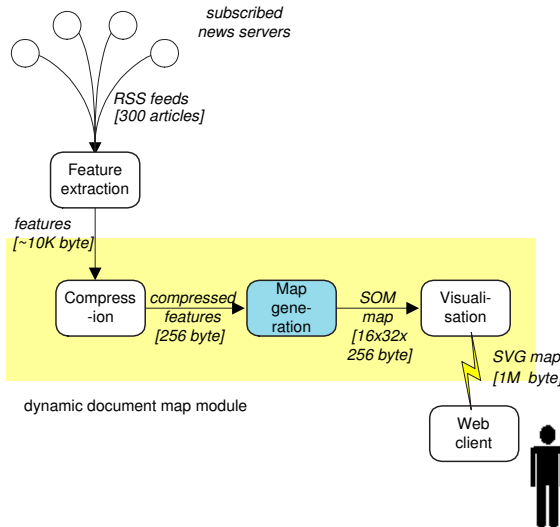 subscribed
news servers
RSS feeds
[300 articles]
Feature
extraction
features
[~10K byte]
Compress
-ion
compressed
features
[256 byte]
Map
gene-
ration
SOM
map
[16x32x
256 byte]
Visuali-
sation
SVG map
[1M byte]
dynamic document map module
Web
client